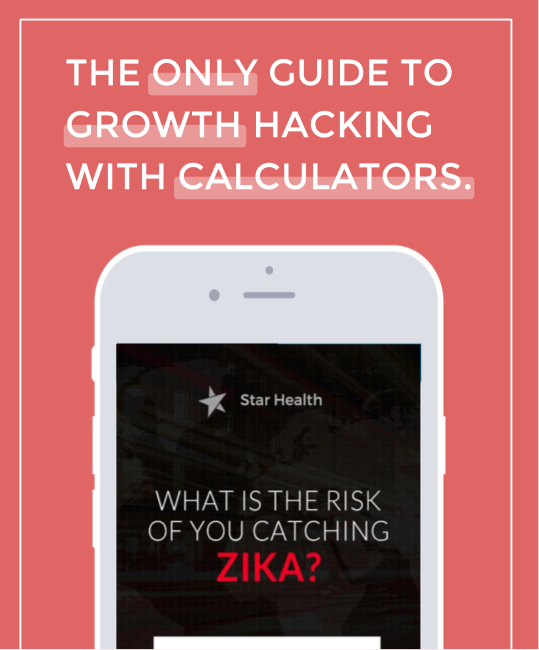 THE ONLY GUIDE TO
GROWTH HACKING
WITH CALCULATORS.
Star Health
WHAT IS THE RISK
OF YOU CATCHING
ZIKA?